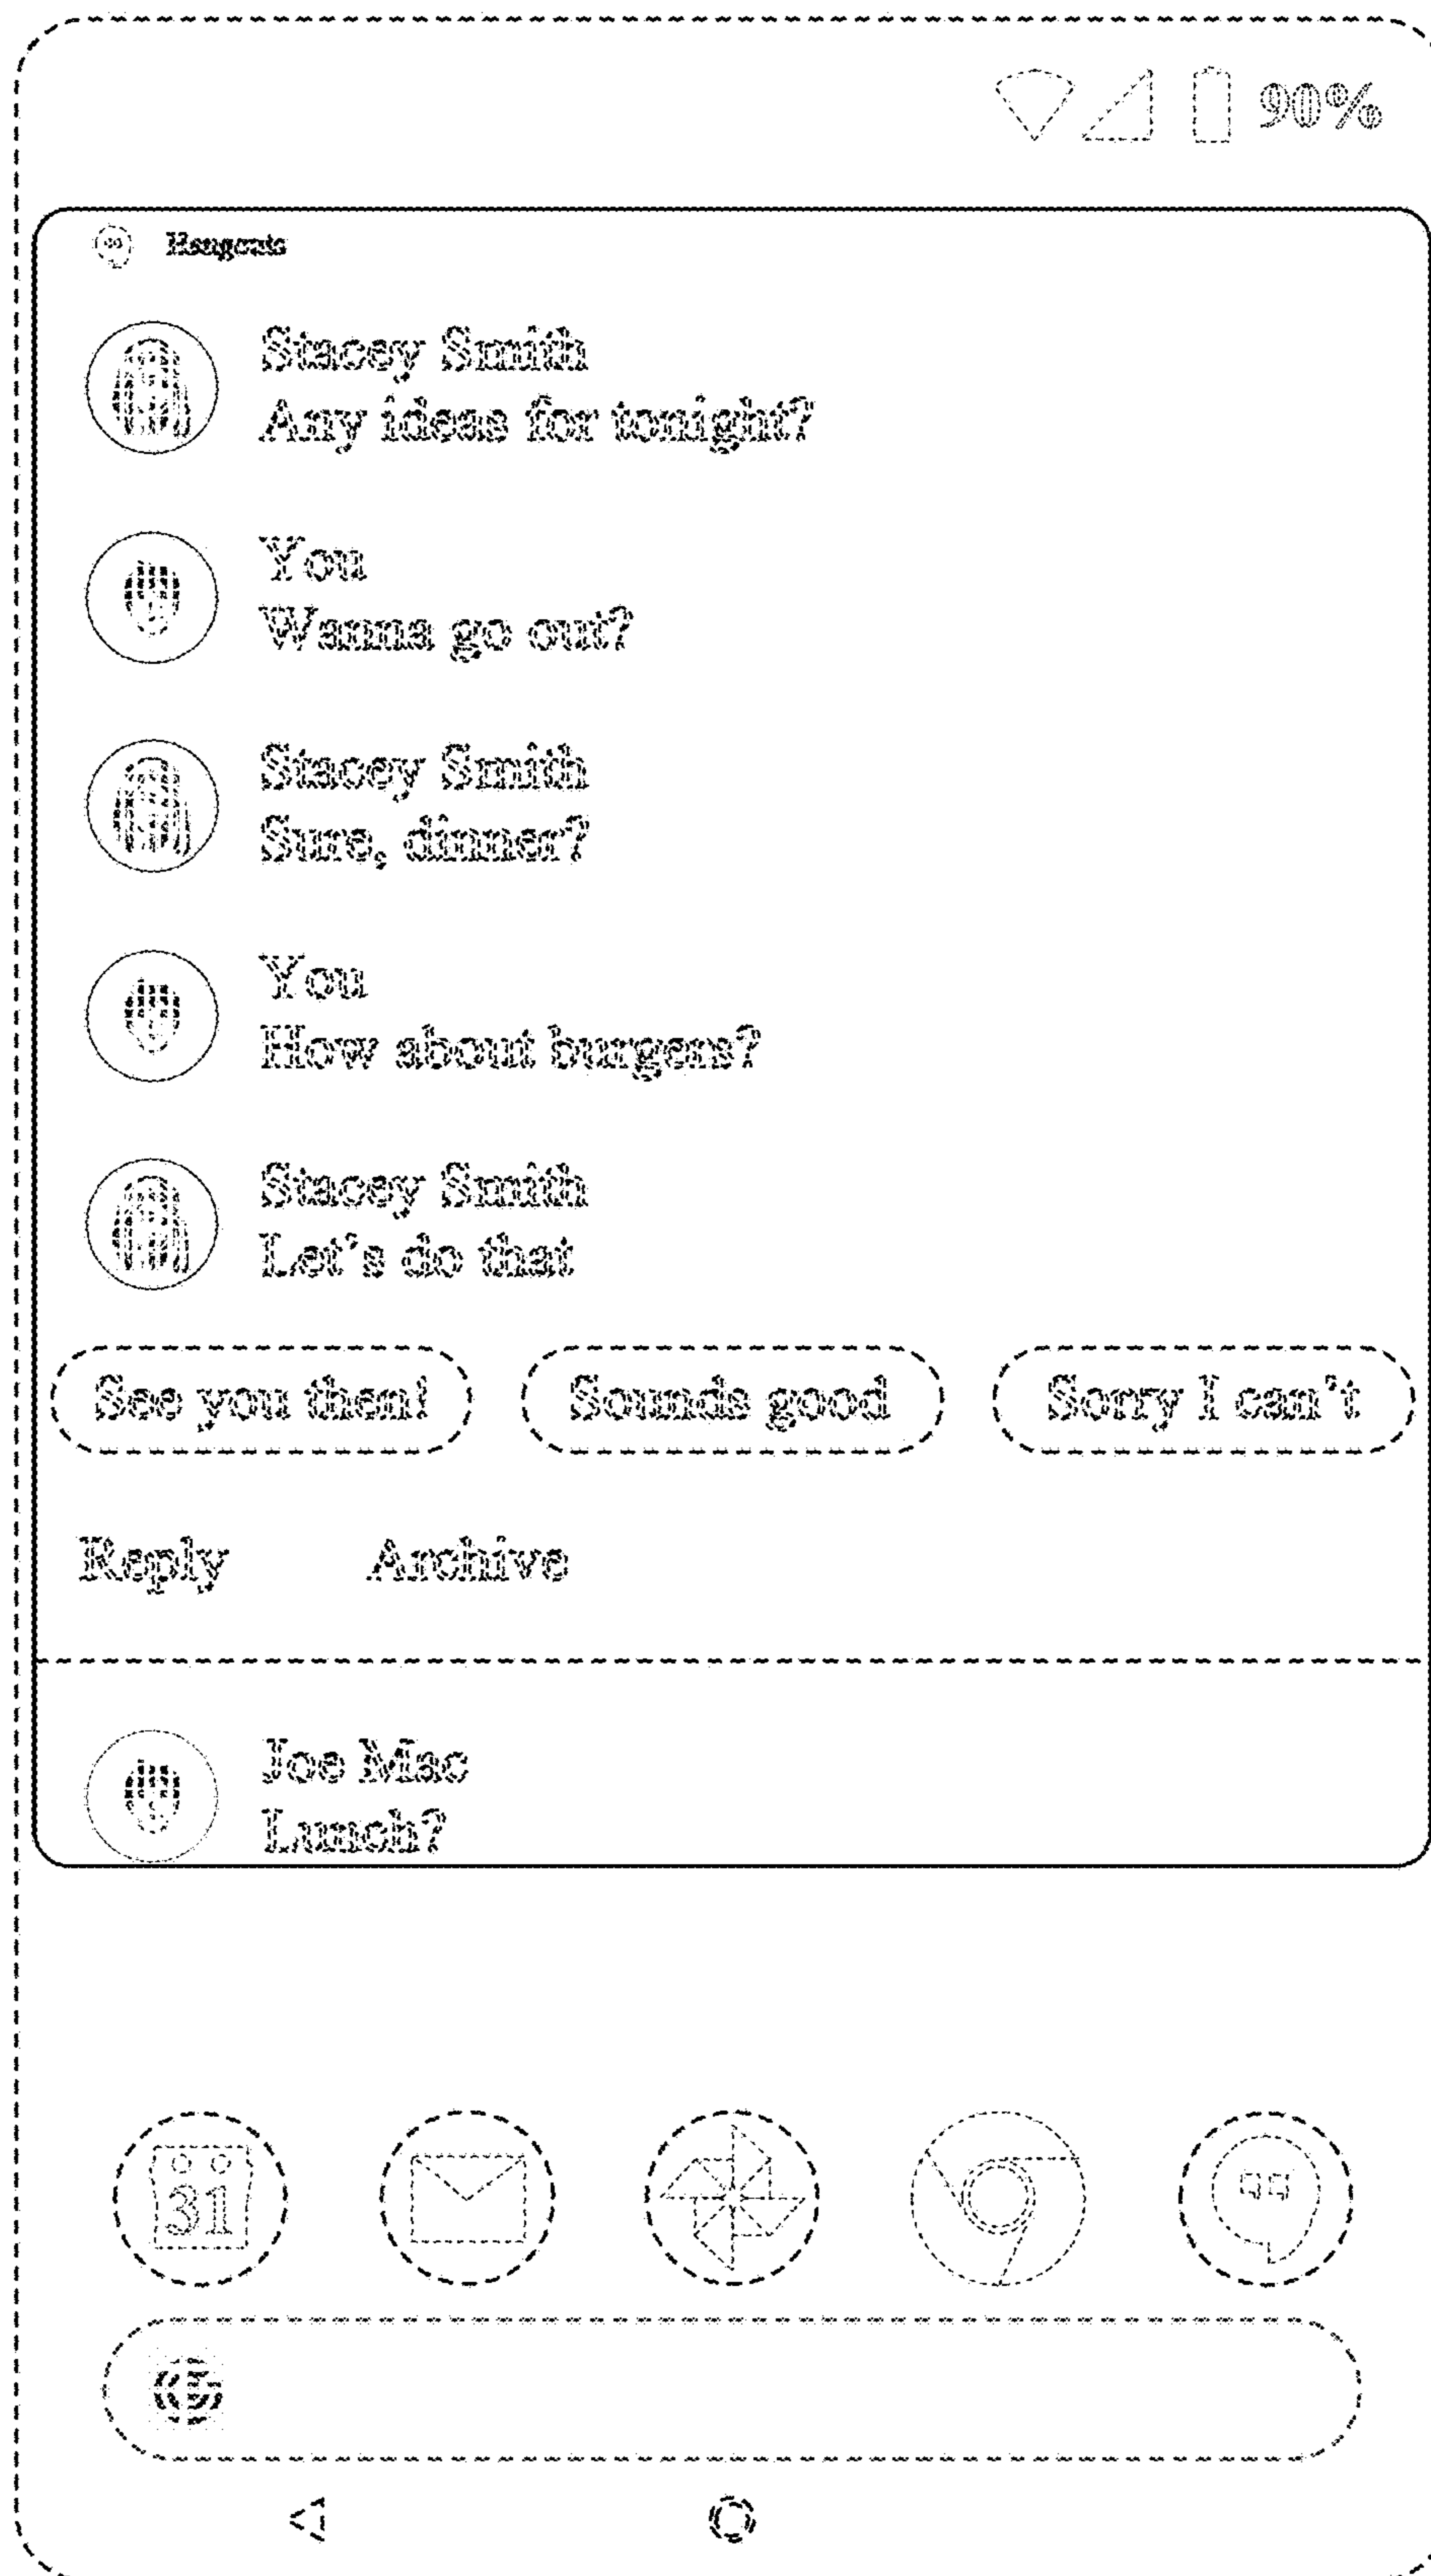 90%
Hangouts
Stacey Smith
Any ideas for tonight?
You
Wanna go out?
Stacey Smith
Sure, dinner?
You
How about burgers?
Stacey Smith
Let's do that
See you then! Sounds good Sorry I can't
Reply Archive
Joe Mac
Lunch?
31
G